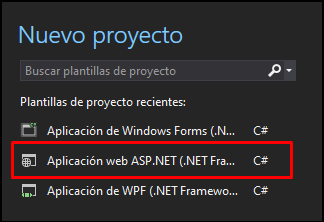 Nuevo proyecto
Buscar plantillas de proyecto
Plantillas de proyecto recientes:
Aplicación de Windows Forms (.N... C#
Aplicación web ASP.NET (.NET Fra... C#
Aplicación de WPF (.NET Framewo... C#